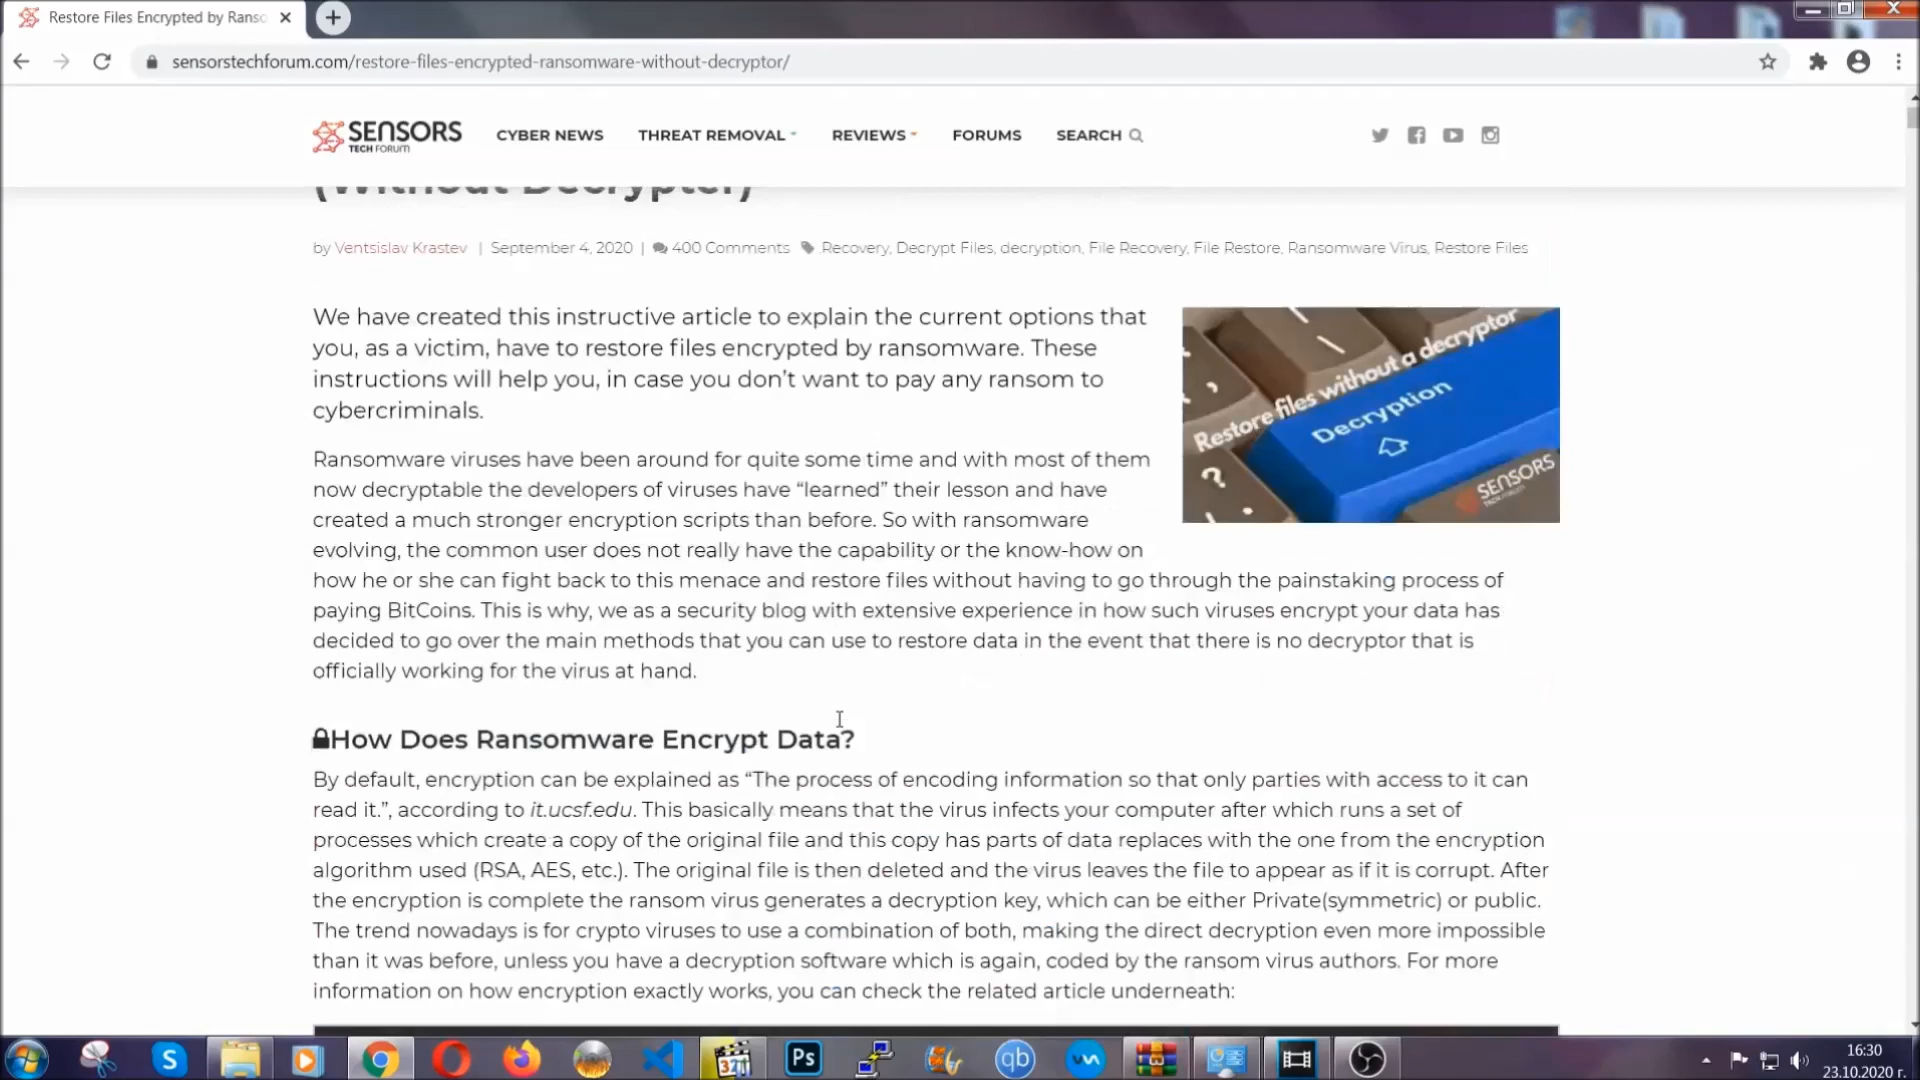 Restore Files Encrypted by Ranso
sensorstechforum.com/restore-files-encrypted-ransomware-without-decryptor/
SENSORS
TECH FORUM
CYBER NEWS
THREAT REMOVAL
REVIEWS
FORUMS
SEARCH
(Without Decrypter)
by Ventsislav Krastev | September 4, 2020 | 400 Comments Recovery, Decrypt Files, decryption, File Recovery, File Restore, Ransomware Virus, Restore Files
We have created this instructive article to explain the current options that
you, as a victim, have to restore files encrypted by ransomware. These
instructions will help you, in case you don't want to pay any ransom to
cybercriminals.
Restore files without a decryptor
Decryption
?
SENSORS
TECH FORUM
Ransomware viruses have been around for quite some time and with most of them
now decryptable the developers of viruses have “learned” their lesson and have
created a much stronger encryption scripts than before. So with ransomware
evolving, the common user does not really have the capability or the know-how on
how he or she can fight back to this menace and restore files without having to go through the painstaking process of
paying BitCoins. This is why, we as a security blog with extensive experience in how such viruses encrypt your data has
decided to go over the main methods that you can use to restore data in the event that there is no decryptor that is
officially working for the virus at hand.
How Does Ransomware Encrypt Data?
By default, encryption can be explained as “The process of encoding information so that only parties with access to it can
read it.”, according to it.ucsf.edu. This basically means that the virus infects your computer after which runs a set of
processes which create a copy of the original file and this copy has parts of data replaces with the one from the encryption
algorithm used (RSA, AES, etc.). The original file is then deleted and the virus leaves the file to appear as if it is corrupt. After
the encryption is complete the ransom virus generates a decryption key, which can be either Private(symmetric) or public.
The trend nowadays is for crypto viruses to use a combination of both, making the direct decryption even more impossible
than it was before, unless you have a decryption software which is again, coded by the ransom virus authors. For more
information on how encryption exactly works, you can check the related article underneath:
S
321
Ps
qb
16:30
23.10.2020 г.